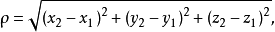 ρ = √((x₂ − x₁)² + (y₂ − y₁)² + (z₂ − z₁)²),